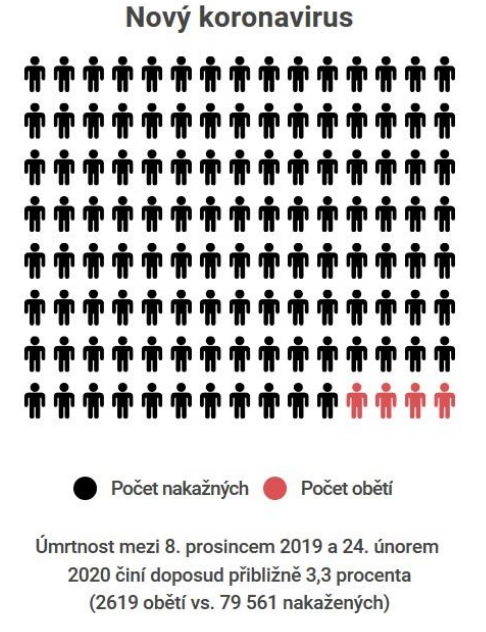 Nový koronavirus
Počet nakažných
Počet obětí
Úmrtnost mezi 8. prosincem 2019 a 24. únorem
2020 činí doposud přibližně 3,3 procenta
(2619 obětí vs. 79 561 nakažených)